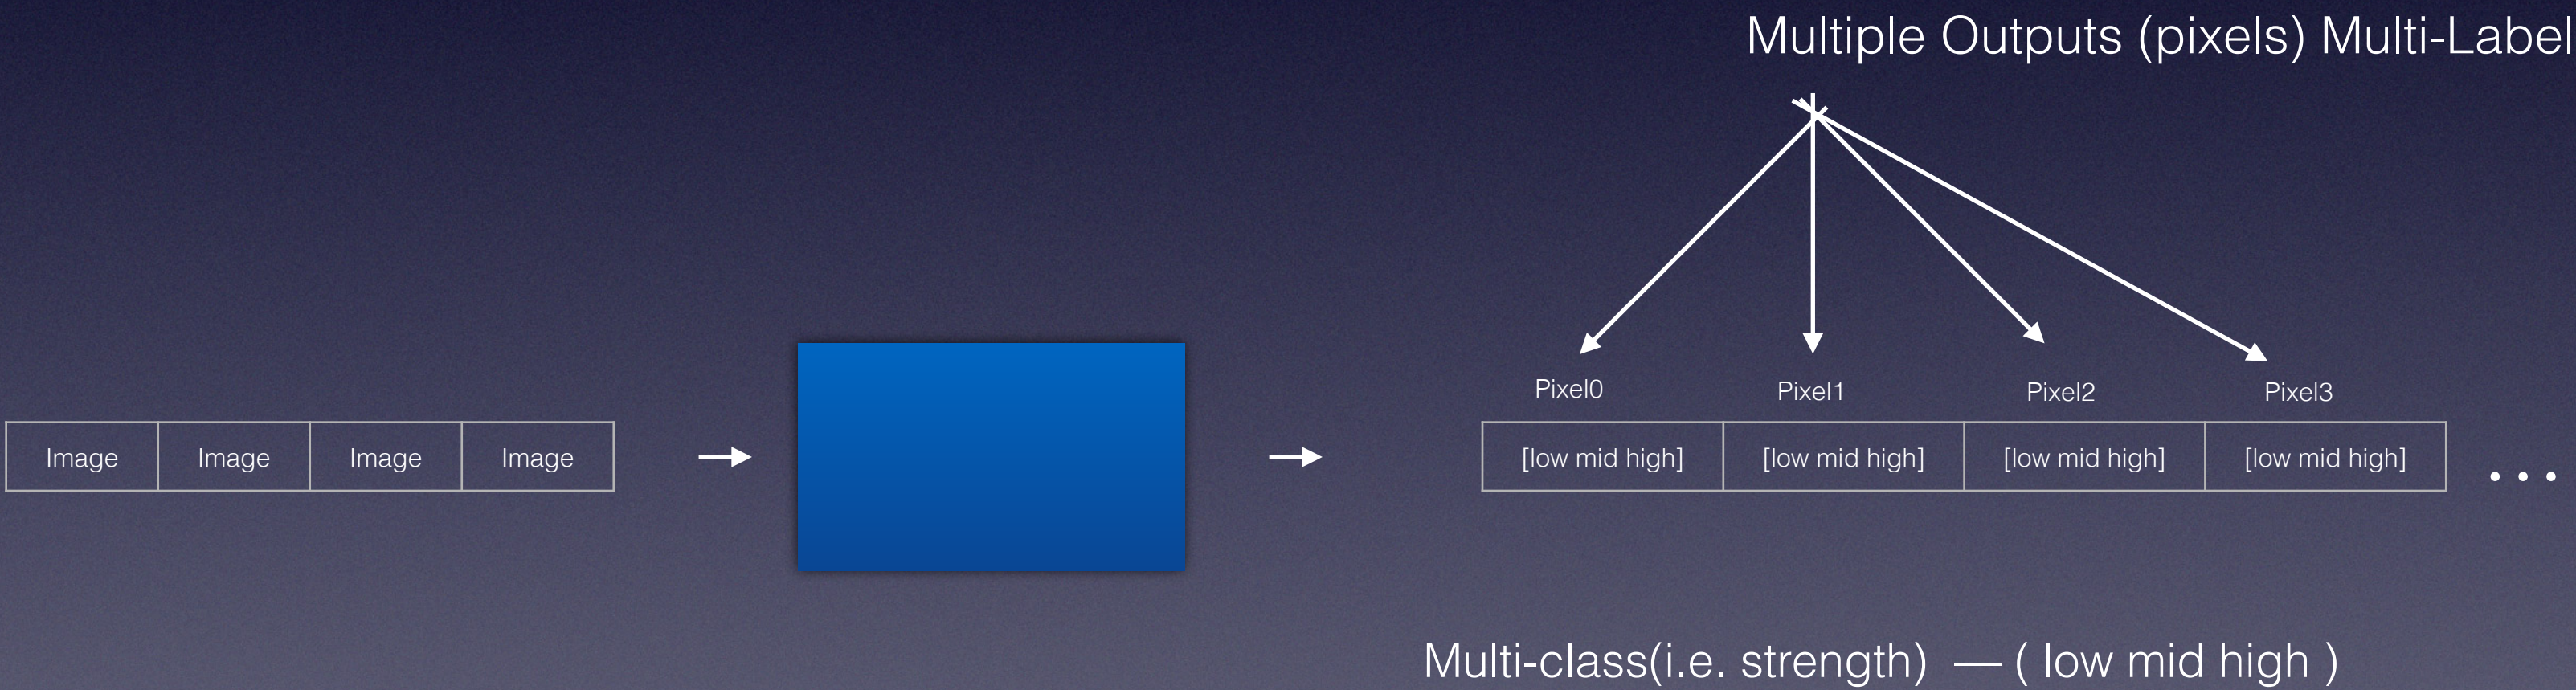 Multiple Outputs (pixels) Multi-Label
Pixel0 Pixel1 Pixel2 Pixel3
Image Image Image Image [low mid high] [low mid high] [low mid high] [low mid high] ...
Multi-class(i.e. strength) — ( low mid high )